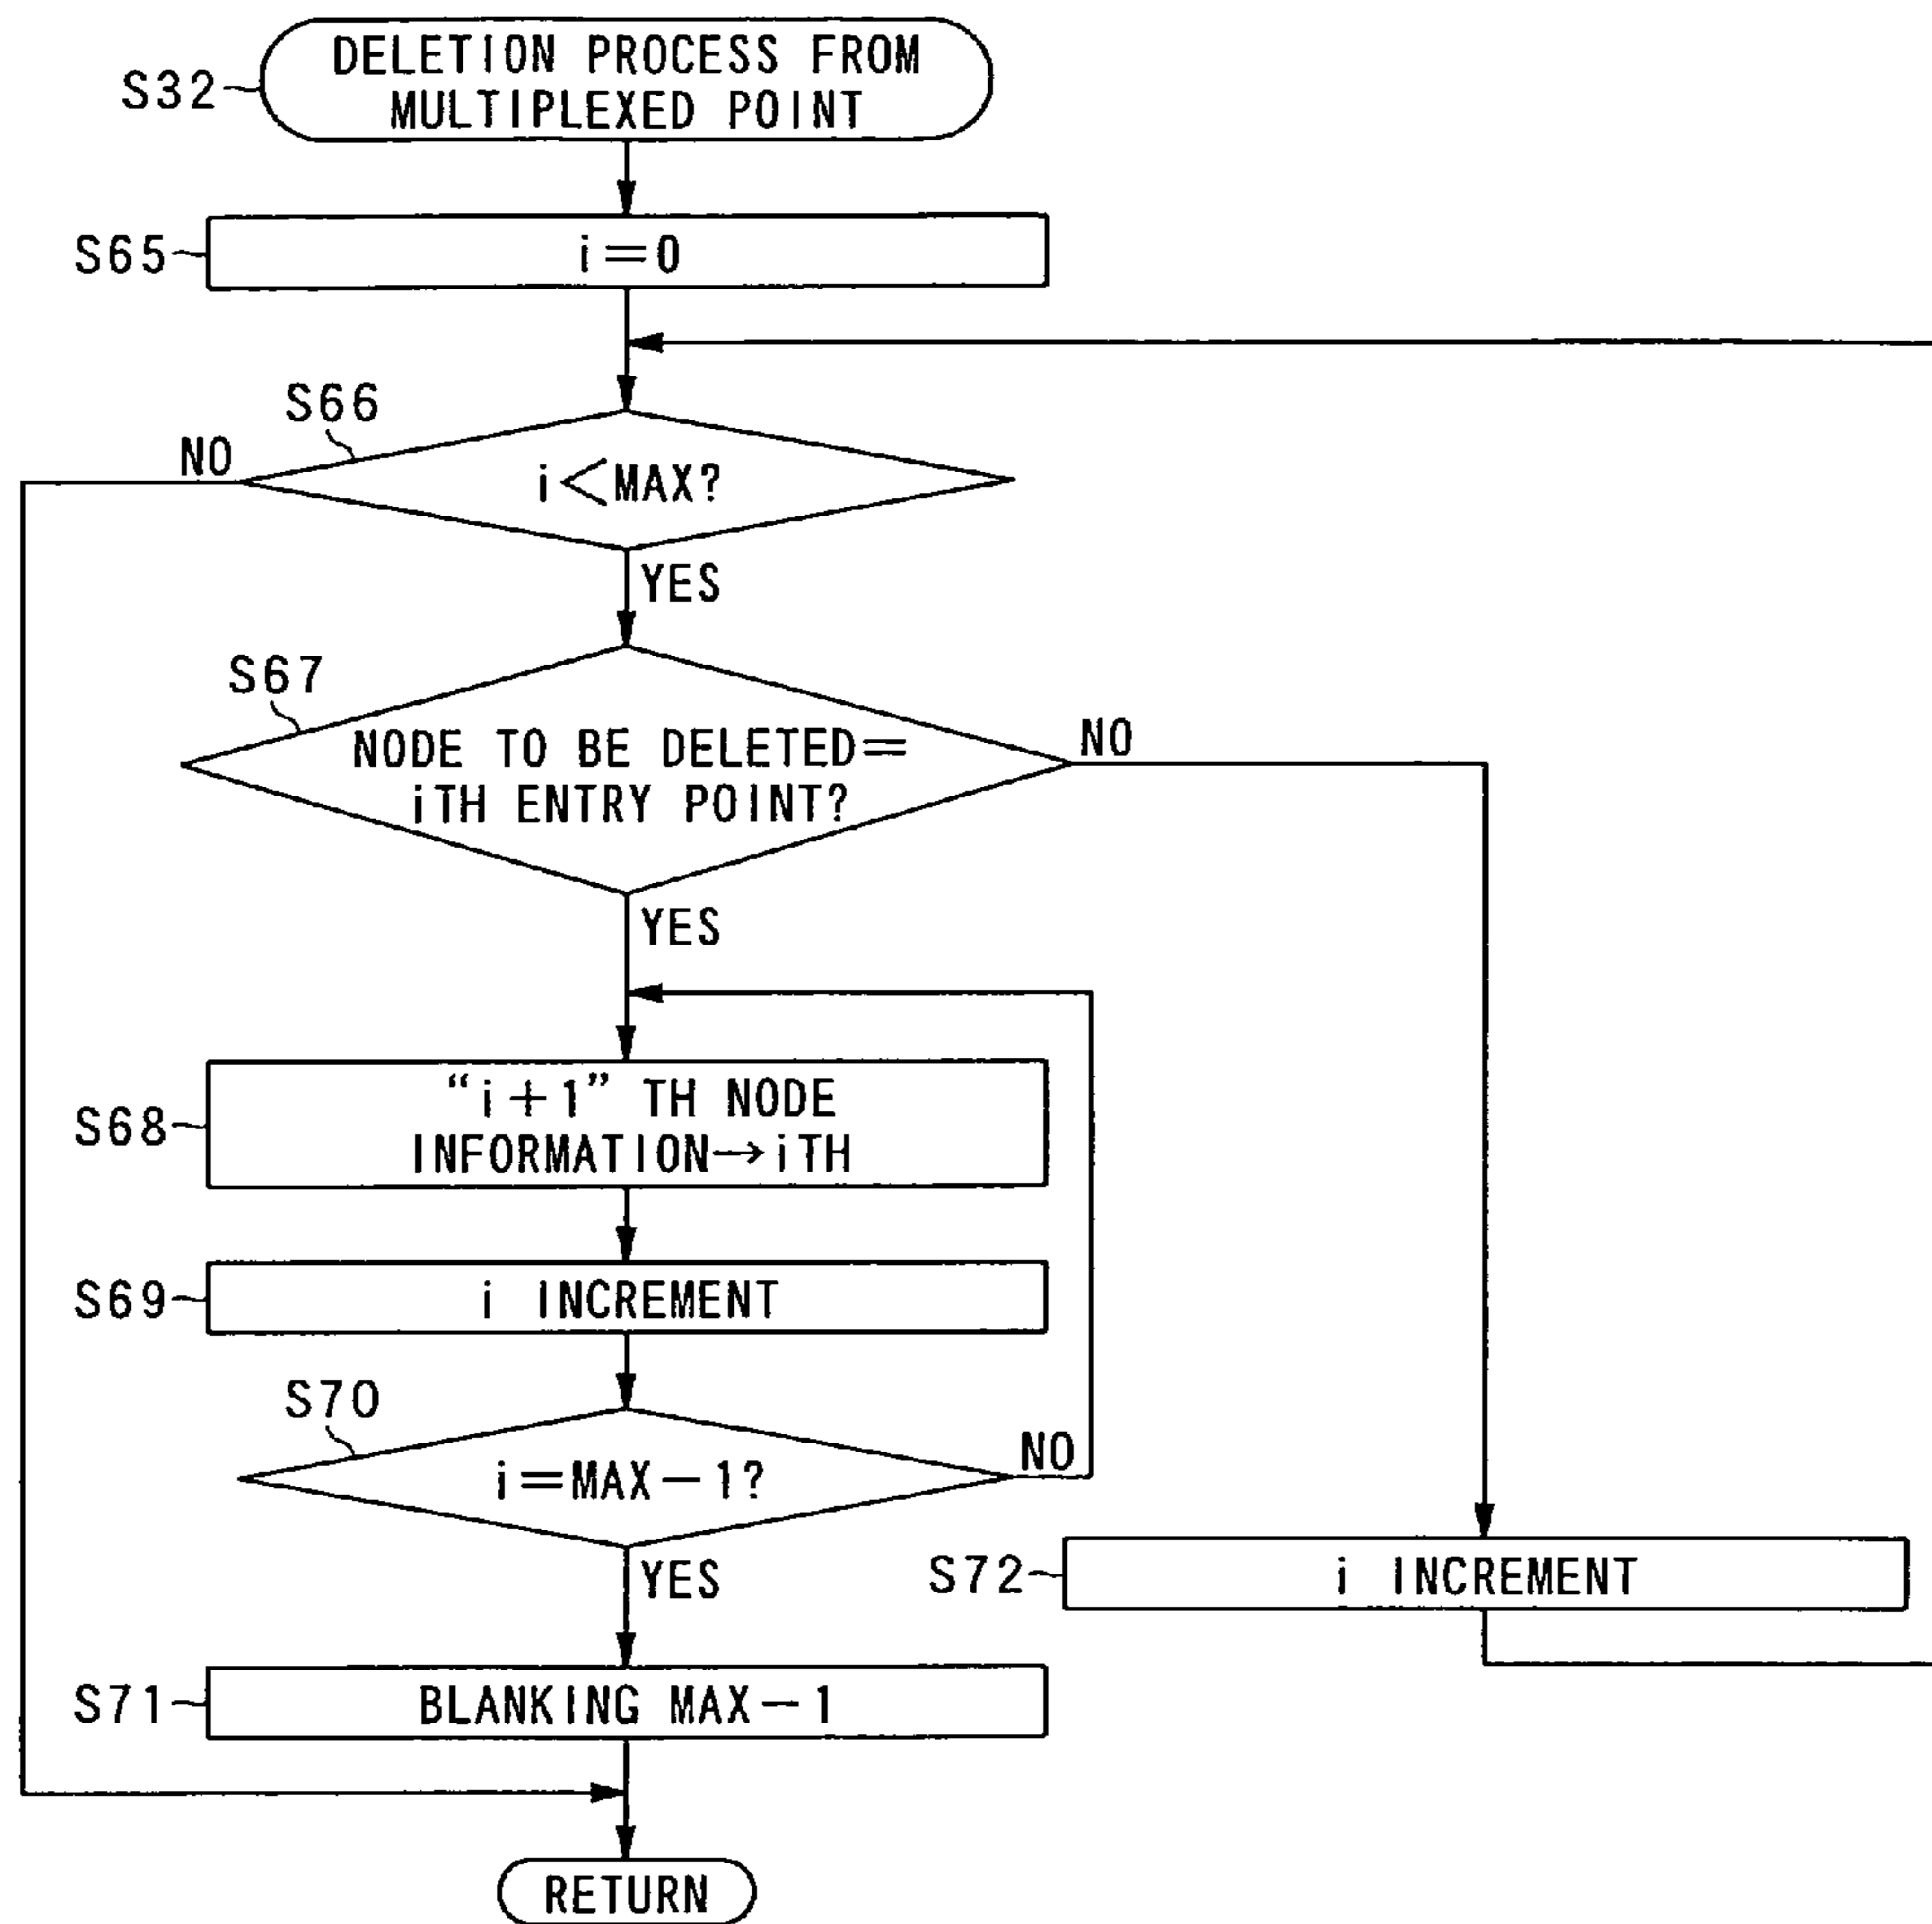 DELETION PROCESS FROM
MULTIPLEXED POINT
S32
S65
i=0
S66
NO
i<MAX?
YES
S67
NODE TO BE DELETED=
iTH ENTRY POINT?
NO
YES
S68
“i+1” TH NODE
INFORMATION→iTH
S69
i INCREMENT
S70
i=MAX-1?
NO
YES
S72
i INCREMENT
S71
BLANKING MAX-1
RETURN